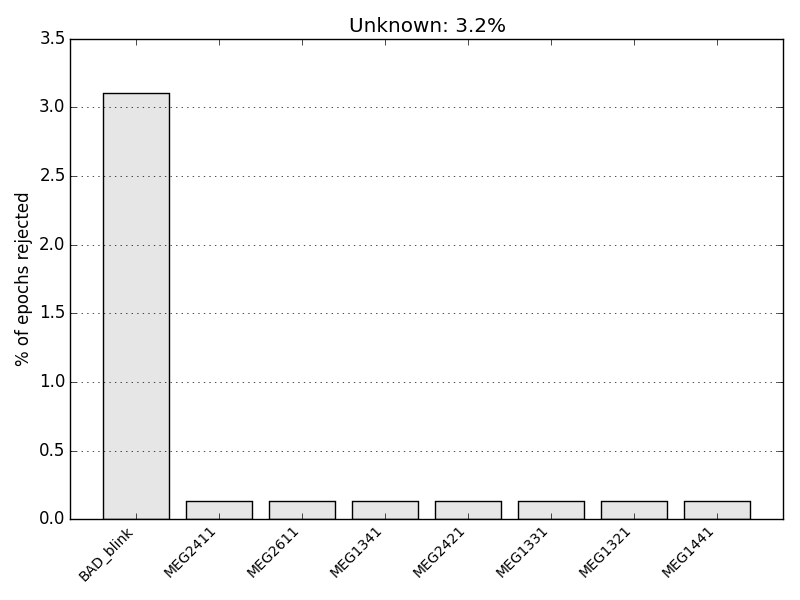 Unknown: 3.2%
% of epochs rejected
3.5
3.0
2.5
2.0
1.5
1.0
0.5
0.0
BAD_blink
MEG2411
MEG2611
MEG1341
MEG2421
MEG1331
MEG1321
MEG1441